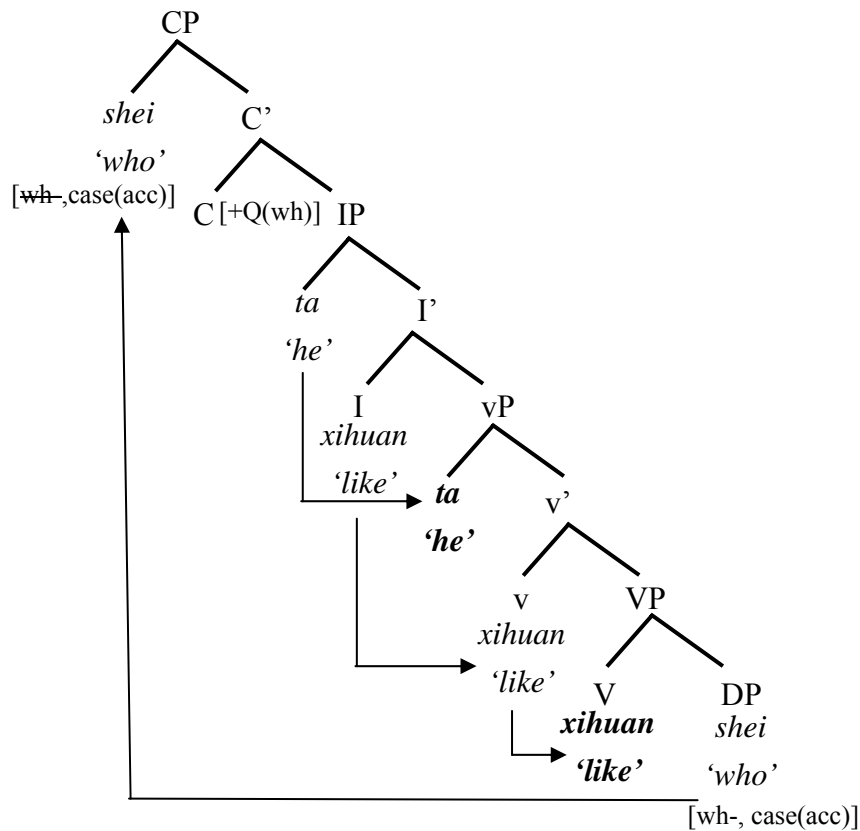 CP
shei
C’
‘who’
[wh-,case(acc)]
C [+Q(wh)] IP
ta
I’
‘he’
I
vP
xihuan
‘like’
ta
v’
‘he’
v
VP
xihuan
‘like’
V
DP
xihuan
shei
‘like’
‘who’
[wh-, case(acc)]